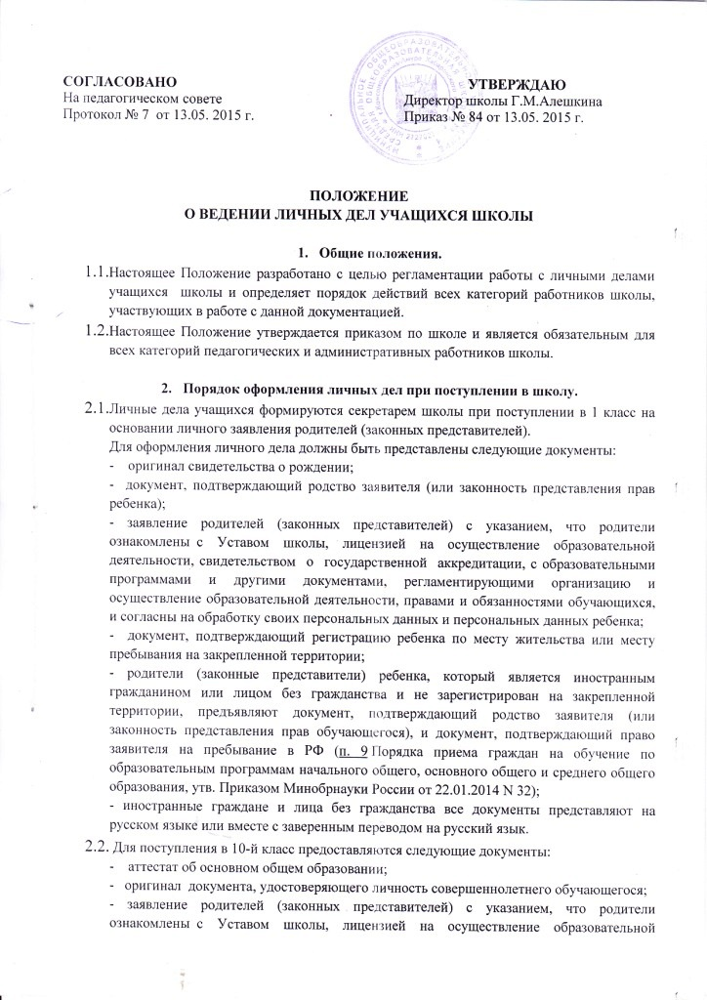 СОГЛАСОВАНО
На педагогическом совете
Протокол № 7 от 13.05. 2015 г.
УТВЕРЖДАЮ
Директор школы Г.М.Алешкина
Приказ № 84 от 13.05. 2015 г.
ПОЛОЖЕНИЕ
О ВЕДЕНИИ ЛИЧНЫХ ДЕЛ УЧАЩИХСЯ ШКОЛЫ
1. Общие положения.
1.1.Настоящее Положение разработано с целью регламентации работы с личными делами
учащихся школы и определяет порядок действий всех категорий работников школы,
участвующих в работе с данной документацией.
1.2.Настоящее Положение утверждается приказом по школе и является обязательным для
всех категорий педагогических и административных работников школы.
2. Порядок оформления личных дел при поступлении в школу.
2.1.Личные дела учащихся формируются секретарем школы при поступлении в 1 класс на
основании личного заявления родителей (законных представителей).
Для оформления личного дела должны быть представлены следующие документы:
- оригинал свидетельства о рождении;
- документ, подтверждающий родство заявителя (или законность представления прав
ребенка);
- заявление родителей (законных представителей) с указанием, что родители
ознакомлены с Уставом школы, лицензией на осуществление образовательной
деятельности, свидетельством о государственной аккредитации, с образовательными
программами и другими документами, регламентирующими организацию и
осуществление образовательной деятельности, правами и обязанностями обучающихся,
и согласны на обработку своих персональных данных и персональных данных ребенка;
- документ, подтверждающий регистрацию ребенка по месту жительства или месту
пребывания на закрепленной территории;
- родители (законные представители) ребенка, который является иностранным
гражданином или лицом без гражданства и не зарегистрирован на закрепленной
территории, предъявляют документ, подтверждающий родство заявителя (или
законность представления прав обучающегося), и документ, подтверждающий право
заявителя на пребывание в РФ (п. 9 Порядка приема граждан на обучение по
образовательным программам начального общего, основного общего и среднего общего
образования, утв. Приказом Минобрнауки России от 22.01.2014 N 32);
- иностранные граждане и лица без гражданства все документы представляют на
русском языке или вместе с заверенным переводом на русский язык.
2.2. Для поступления в 10-й класс предоставляются следующие документы:
- аттестат об основном общем образовании;
- оригинал документа, удостоверяющего личность совершеннолетнего обучающегося;
- заявление родителей (законных представителей) с указанием, что родители
ознакомлены с Уставом школы, лицензией на осуществление образовательной